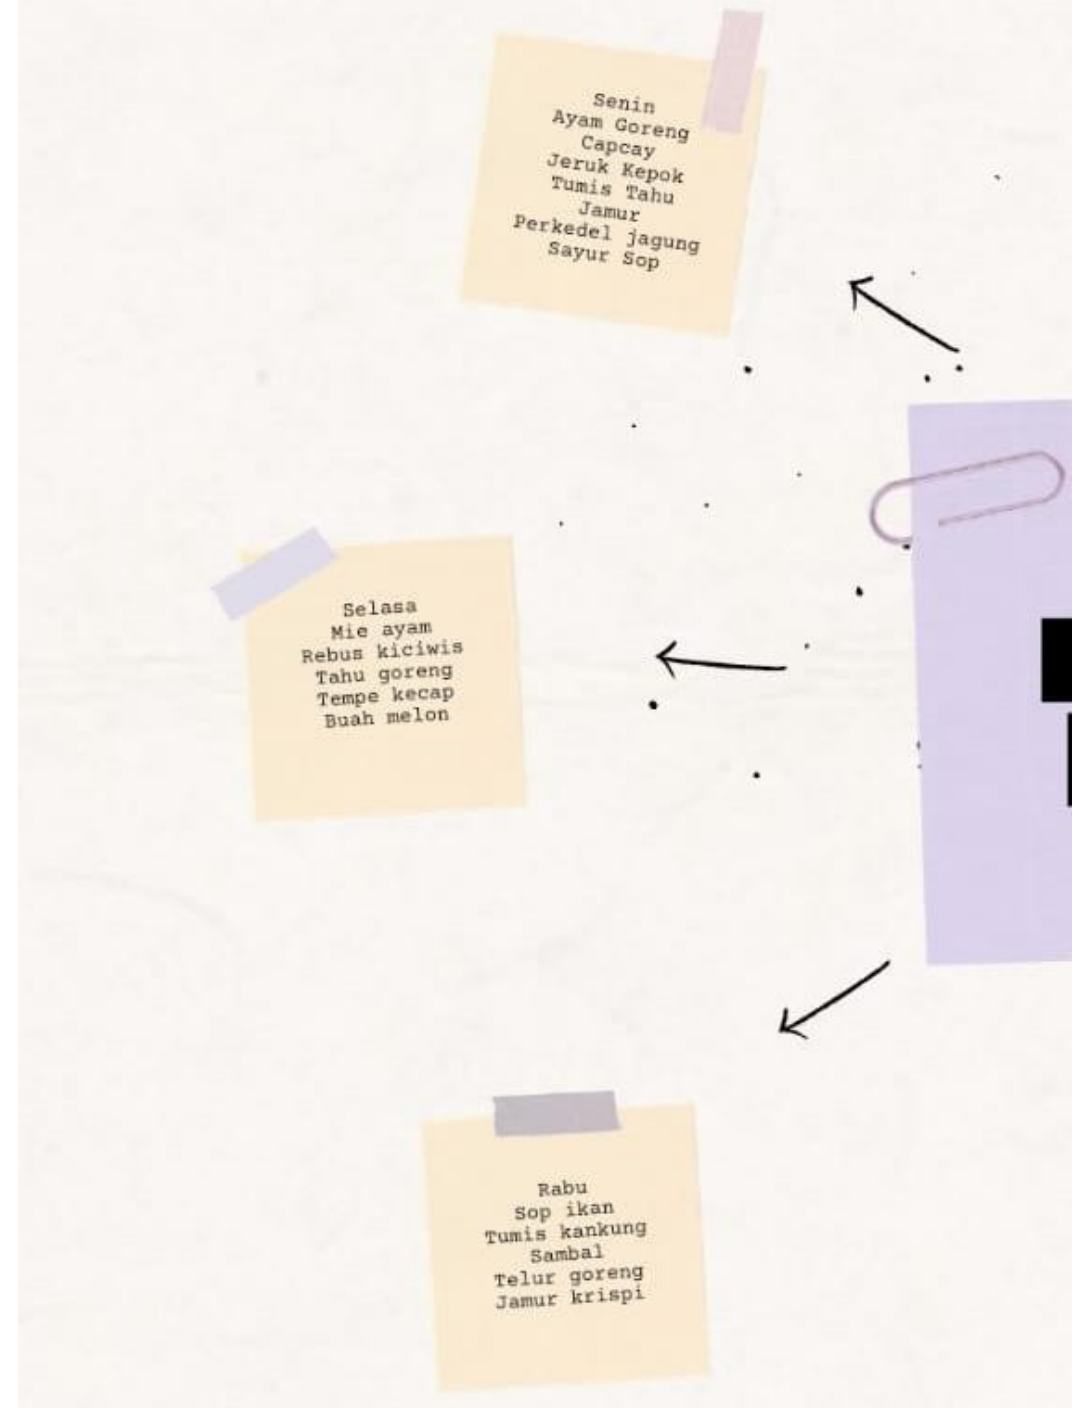 Senin
Ayam Goreng
Capcay
Jeruk Kepok
Tumis Tahu
Jamur
Perkedel jagung
Sayur Sop
Selasa
Mie ayam
Rebus kiciwis
Tahu goreng
Tempe kecap
Buah melon
Rabu
Sop ikan
Tumis kankung
Sambal
Telur goreng
Jamur krispi